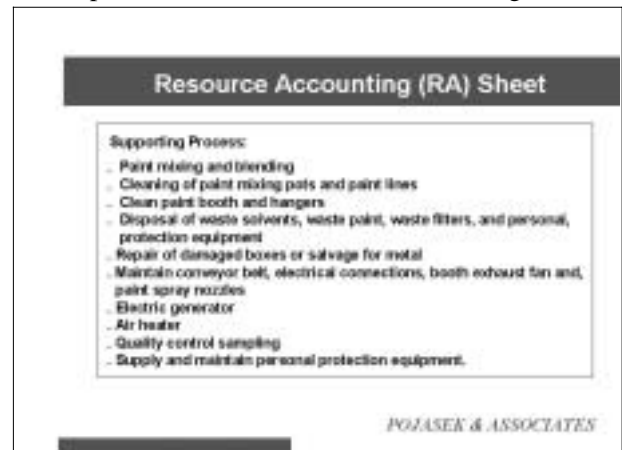 Resource Accounting (RA) Sheet
Supporting Process:
. Paint mixing and blending
. Cleaning of paint mixing pots and paint lines
. Clean paint booth and hangers
. Disposal of waste solvents, waste paint, waste filters, and personal,
protection equipment
. Repair of damaged boxes or salvage for metal
. Maintain conveyor belt, electrical connections, booth exhaust fan and,
paint spray nozzles
. Electric generator
. Air heater
. Quality control sampling
. Supply and maintain personal protection equipment.
POJASEK & ASSOCIATES